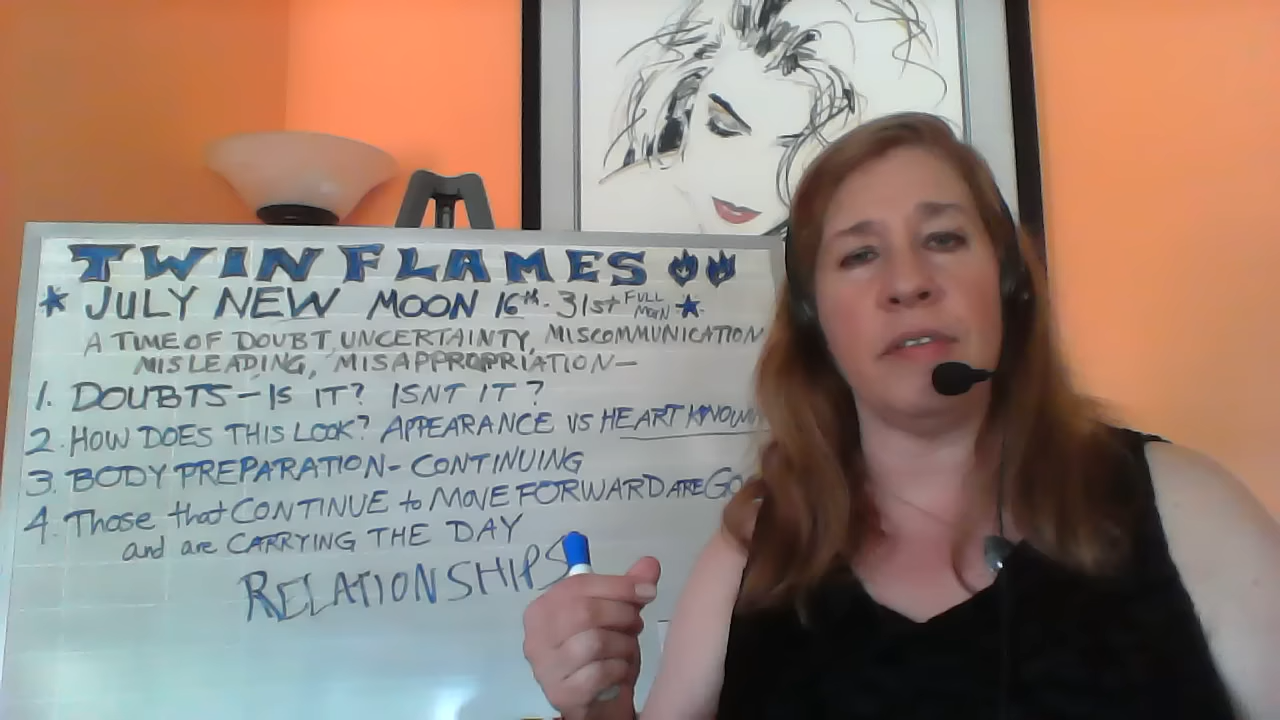 TWIN FLAMES
JULY NEW MOON 16th - 31st FULL MOON
A TIME OF DOUBT, UNCERTAINTY, MISCOMMUNICATION
MISLEADING, MISAPPROPRIATION—
1. DOUBTS - IS IT? ISNT IT?
2. HOW DOES THIS LOOK? APPEARANCE VS HEART
3. BODY PREPARATION - CONTINUING
4. Those that CONTINUE to MOVE FORWARD ARE
and are CARRYING THE DAY
RELATIONSHIPS